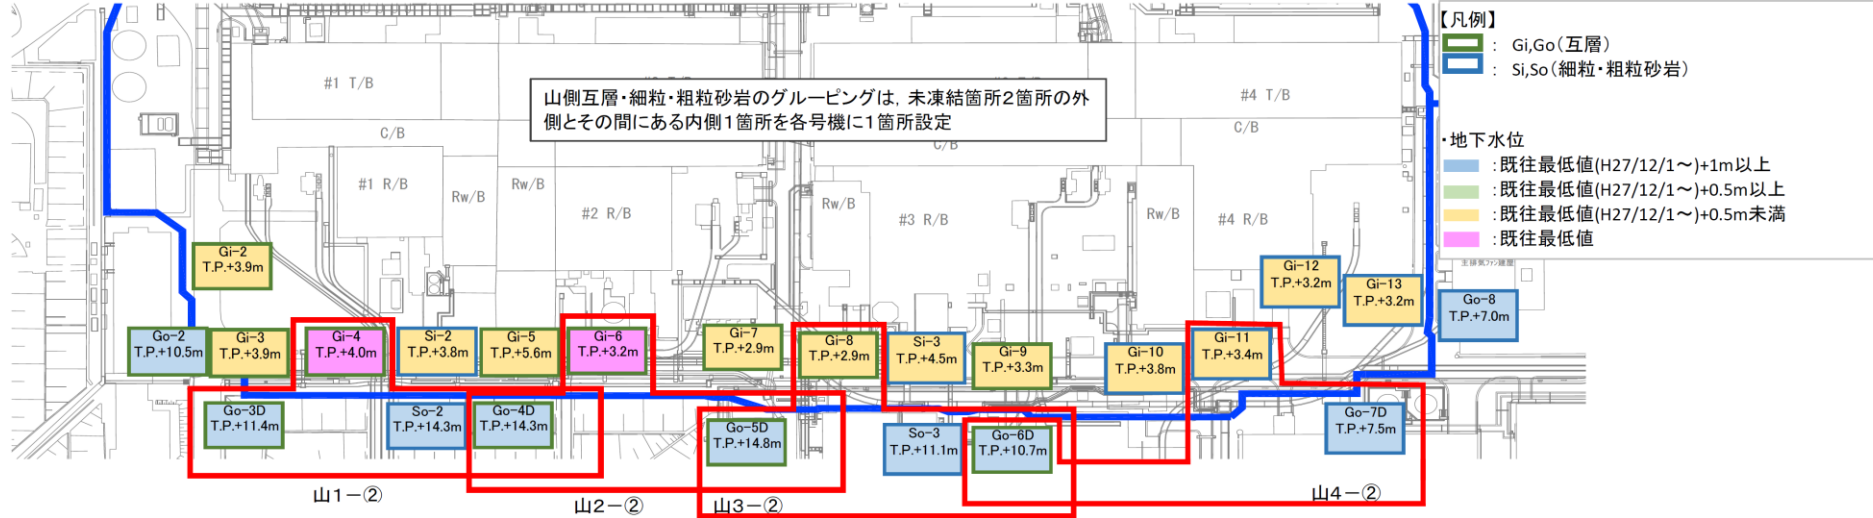 #1 T/B
#4 T/B
山側互層・細粒・粗粒砂岩のグルーピングは，未凍結箇所2箇所の外
側とその間にある内側1箇所を各号機に1箇所設定
C/B
C/B
C/B
#1 R/B
Rw/B
Rw/B
#2 R/B
Rw/B
#3 R/B
Rw/B
#4 R/B
【凡例】
： Gi,Go(互層)
： Si,So(細粒・粗粒砂岩)
・地下水位
：既往最低値(H27/12/1～)+1m以上
：既往最低値(H27/12/1～)+0.5m以上
：既往最低値(H27/12/1～)+0.5m未満
：既往最低値
主排気ファン建屋
Gi-2
T.P.+3.9m
Gi-12
T.P.+3.2m
Gi-13
T.P.+3.2m
Go-8
T.P.+7.0m
Go-2
T.P.+10.5m
Gi-3
T.P.+3.9m
Gi-4
T.P.+4.0m
Si-2
T.P.+3.8m
Gi-5
T.P.+5.6m
Gi-6
T.P.+3.2m
Gi-7
T.P.+2.9m
Gi-8
T.P.+2.9m
Si-3
T.P.+4.5m
Gi-9
T.P.+3.3m
Gi-10
T.P.+3.8m
Gi-11
T.P.+3.4m
Go-3D
T.P.+11.4m
So-2
T.P.+14.3m
Go-4D
T.P.+14.3m
Go-5D
T.P.+14.8m
So-3
T.P.+11.1m
Go-6D
T.P.+10.7m
Go-7D
T.P.+7.5m
山1-②
山2-②
山3-②
山4-②